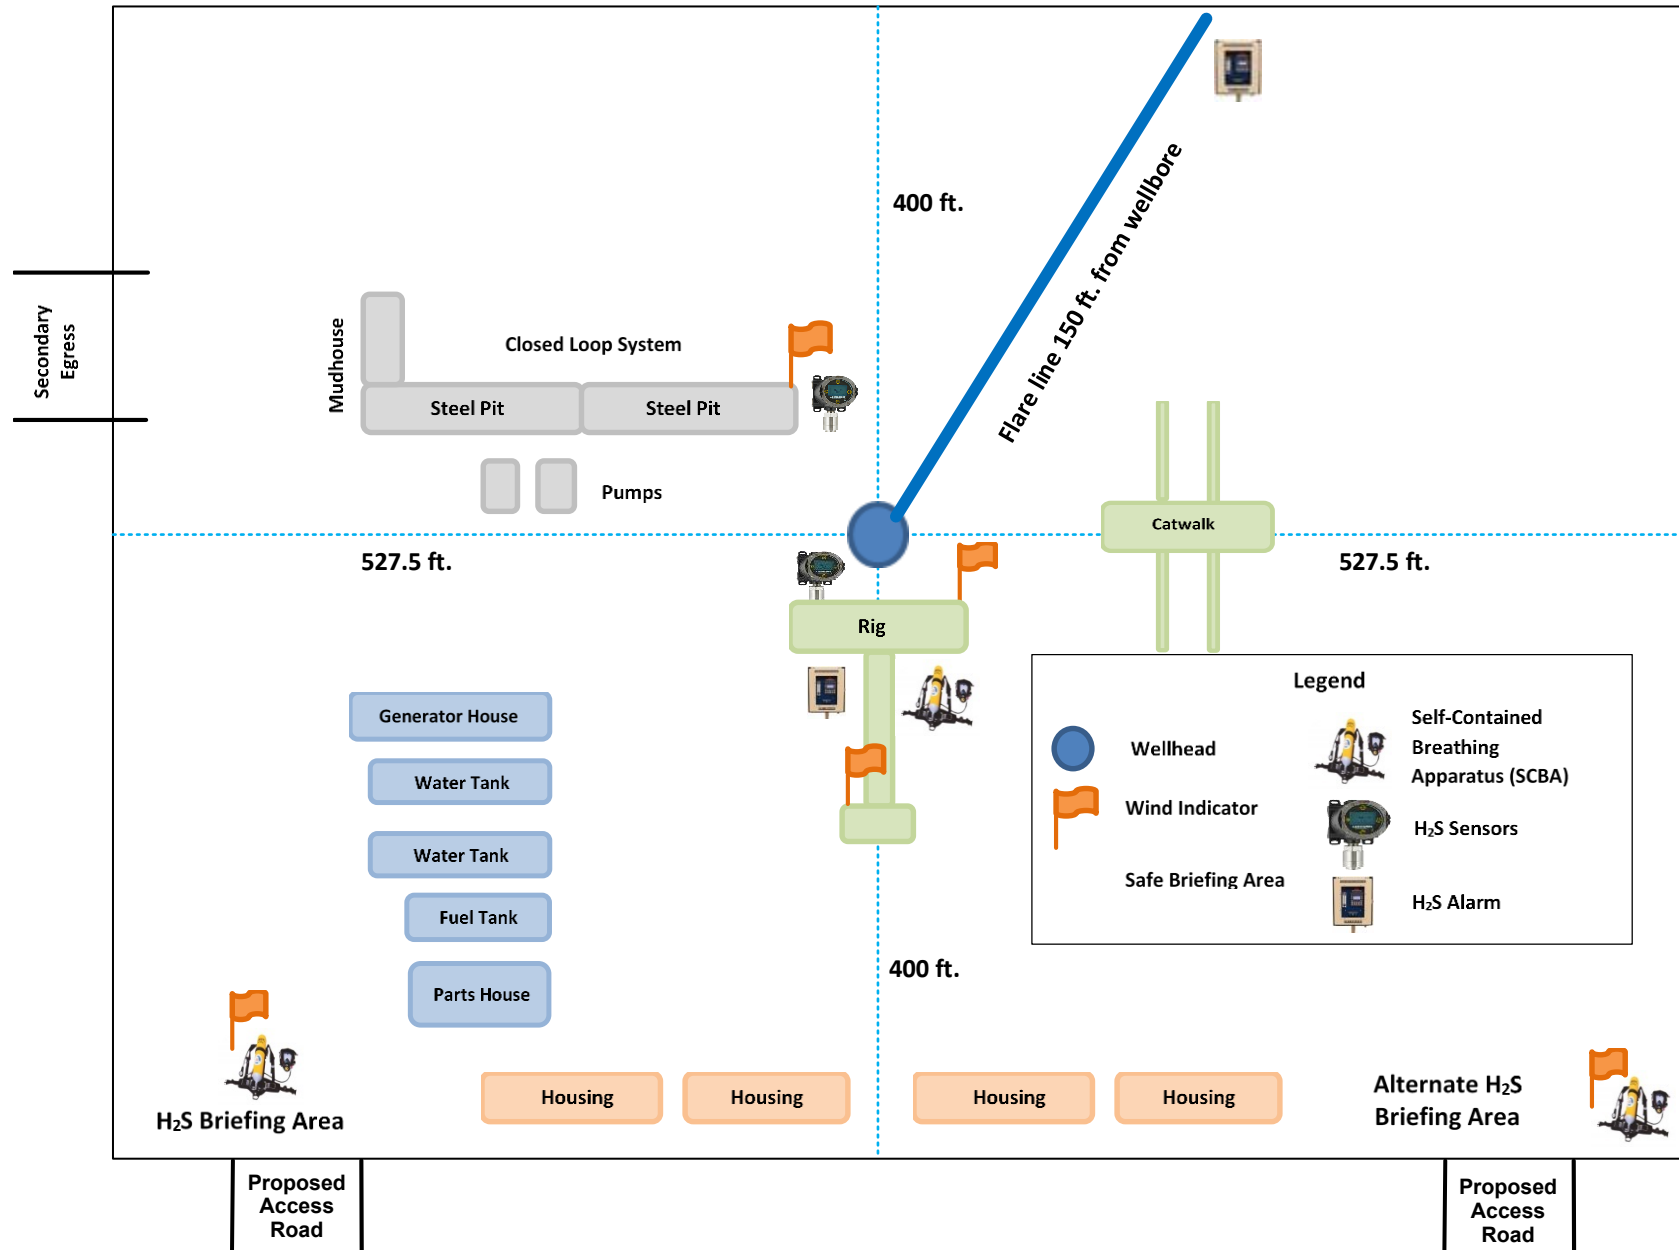 400 ft.
Flare line 150 ft. from wellbore
Secondary
Egress
Mudhouse
Closed Loop System
Steel Pit
Steel Pit
Pumps
Catwalk
527.5 ft.
527.5 ft.
Rig
Generator House
Water Tank
Water Tank
Fuel Tank
Parts House
Legend
Wellhead
Wind Indicator
Safe Briefing Area
Self-Contained
Breathing
Apparatus (SCBA)
H₂S Sensors
H₂S Alarm
400 ft.
H₂S Briefing Area
Housing
Housing
Housing
Housing
Alternate H₂S
Briefing Area
Proposed
Access
Road
Proposed
Access
Road